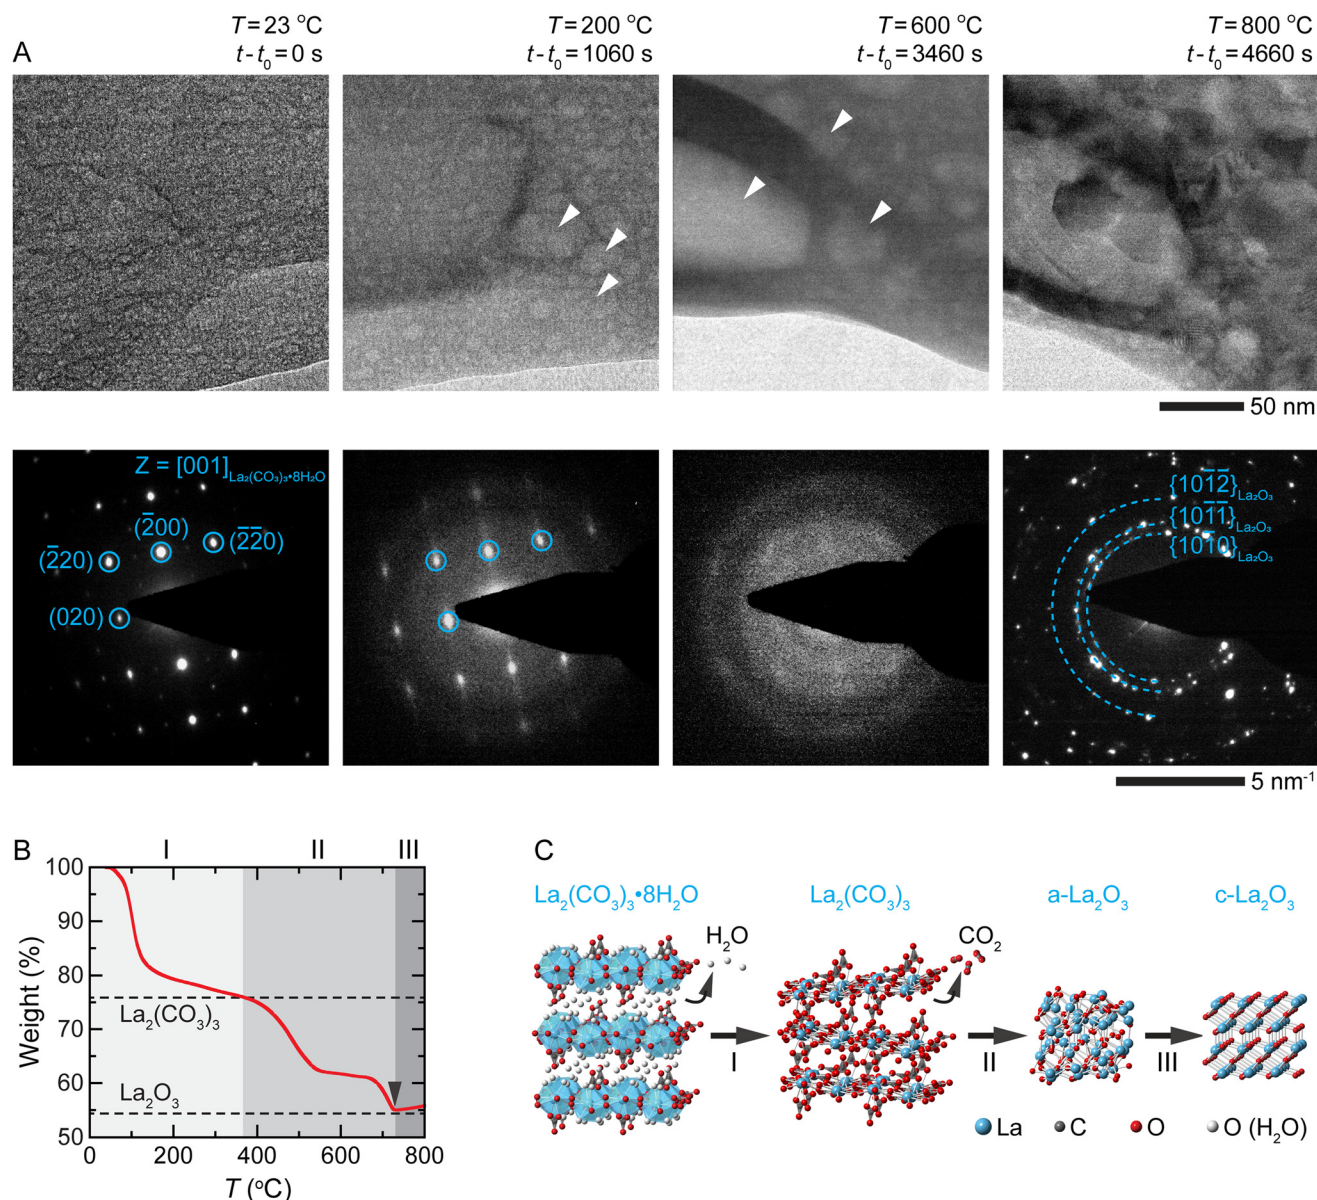 A
T = 23 °C
t - t₀ = 0 s
T = 200 °C
t - t₀ = 1060 s
T = 600 °C
t - t₀ = 3460 s
T = 800 °C
t - t₀ = 4660 s
50 nm
Z = [001]La₂(CO₃)₃•8H₂O
(2̅00)
(2̅20)
(2̅2̅0)
(020)
{101̅2̅}La₂O₃
{101̅1̅}La₂O₃
{101̅0}La₂O₃
5 nm⁻¹
B
I
II
III
100
90
80
70
60
50
Weight (%)
La₂(CO₃)₃
La₂O₃
0
200
400
600
800
T (°C)
C
La₂(CO₃)₃•8H₂O
La₂(CO₃)₃
a-La₂O₃
c-La₂O₃
H₂O
CO₂
I
II
III
La
C
O
O (H₂O)